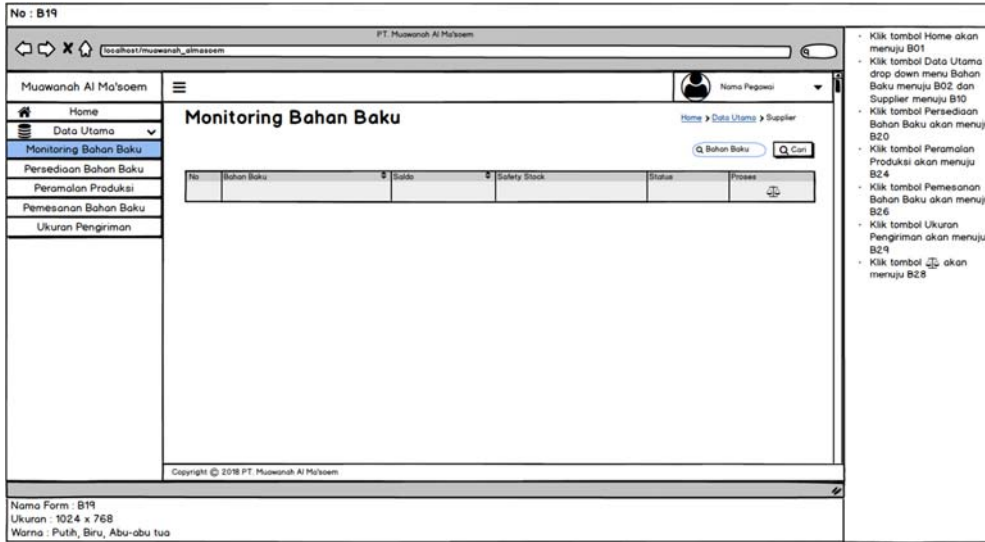 No : B19
PT. Muawanah Al Ma'soem
localhost/muawanah_almasoem
Muawanah Al Ma'soem
Nama Pegawai
Home
Data Utama
Monitoring Bahan Baku
Persediaan Bahan Baku
Peramalan Produksi
Pemesanan Bahan Baku
Ukuran Pengiriman
Monitoring Bahan Baku
Home > Data Utama > Supplier
Bahan Baku Cari
No Bahan Baku Saldo Safety Stock Status Proses
Copyright © 2018 PT. Muawanah Al Ma'soem
Nama Form : B19
Ukuran : 1024 x 768
Warna : Putih, Biru, Abu-abu tua
· Klik tombol Home akan
menuju B01
· Klik tombol Data Utama
drop down menu Bahan
Baku menuju B02 dan
Supplier menuju B10
· Klik tombol Persediaan
Bahan Baku akan menuju
B20
· Klik tombol Peramalan
Produksi akan menuju
B24
· Klik tombol Pemesanan
Bahan Baku akan menuju
B26
· Klik tombol Ukuran
Pengiriman akan menuju
B29
· Klik tombol akan
menuju B28